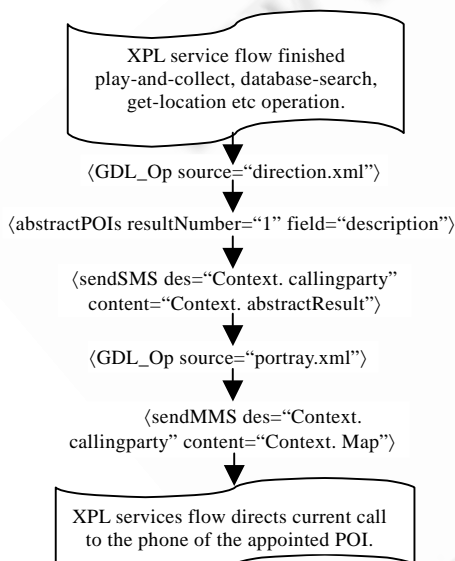 XPL service flow finished
play-and-collect, database-search,
get-location etc operation.
⟨GDL_Op source=“direction.xml”⟩
⟨abstractPOIs resultNumber=“1” field=“description”⟩
⟨sendSMS des=“Context. callingparty”
content=“Context. abstractResult”⟩
⟨GDL_Op source=“portray.xml”⟩
⟨sendMMS des=“Context.
callingparty” content=“Context. Map”⟩
XPL services flow directs current call
to the phone of the appointed POI.